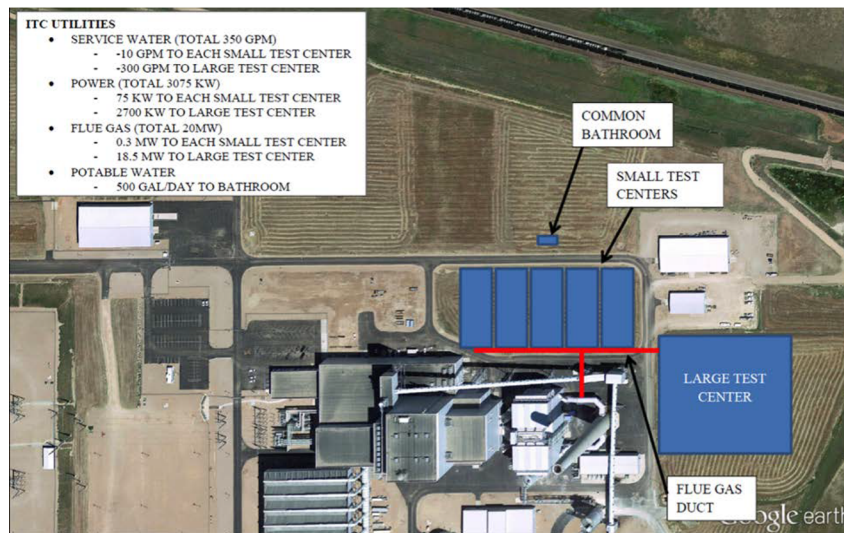 ITC UTILITIES
• SERVICE WATER (TOTAL 350 GPM)
- -10 GPM TO EACH SMALL TEST CENTER
- -300 GPM TO LARGE TEST CENTER
• POWER (TOTAL 3075 KW)
- 75 KW TO EACH SMALL TEST CENTER
- 2700 KW TO LARGE TEST CENTER
• FLUE GAS (TOTAL 20MW)
- 0.3 MW TO EACH SMALL TEST CENTER
- 18.5 MW TO LARGE TEST CENTER
• POTABLE WATER
- 500 GAL/DAY TO BATHROOM
COMMON
BATHROOM
SMALL TEST
CENTERS
LARGE TEST
CENTER
FLUE GAS
DUCT
Google earth